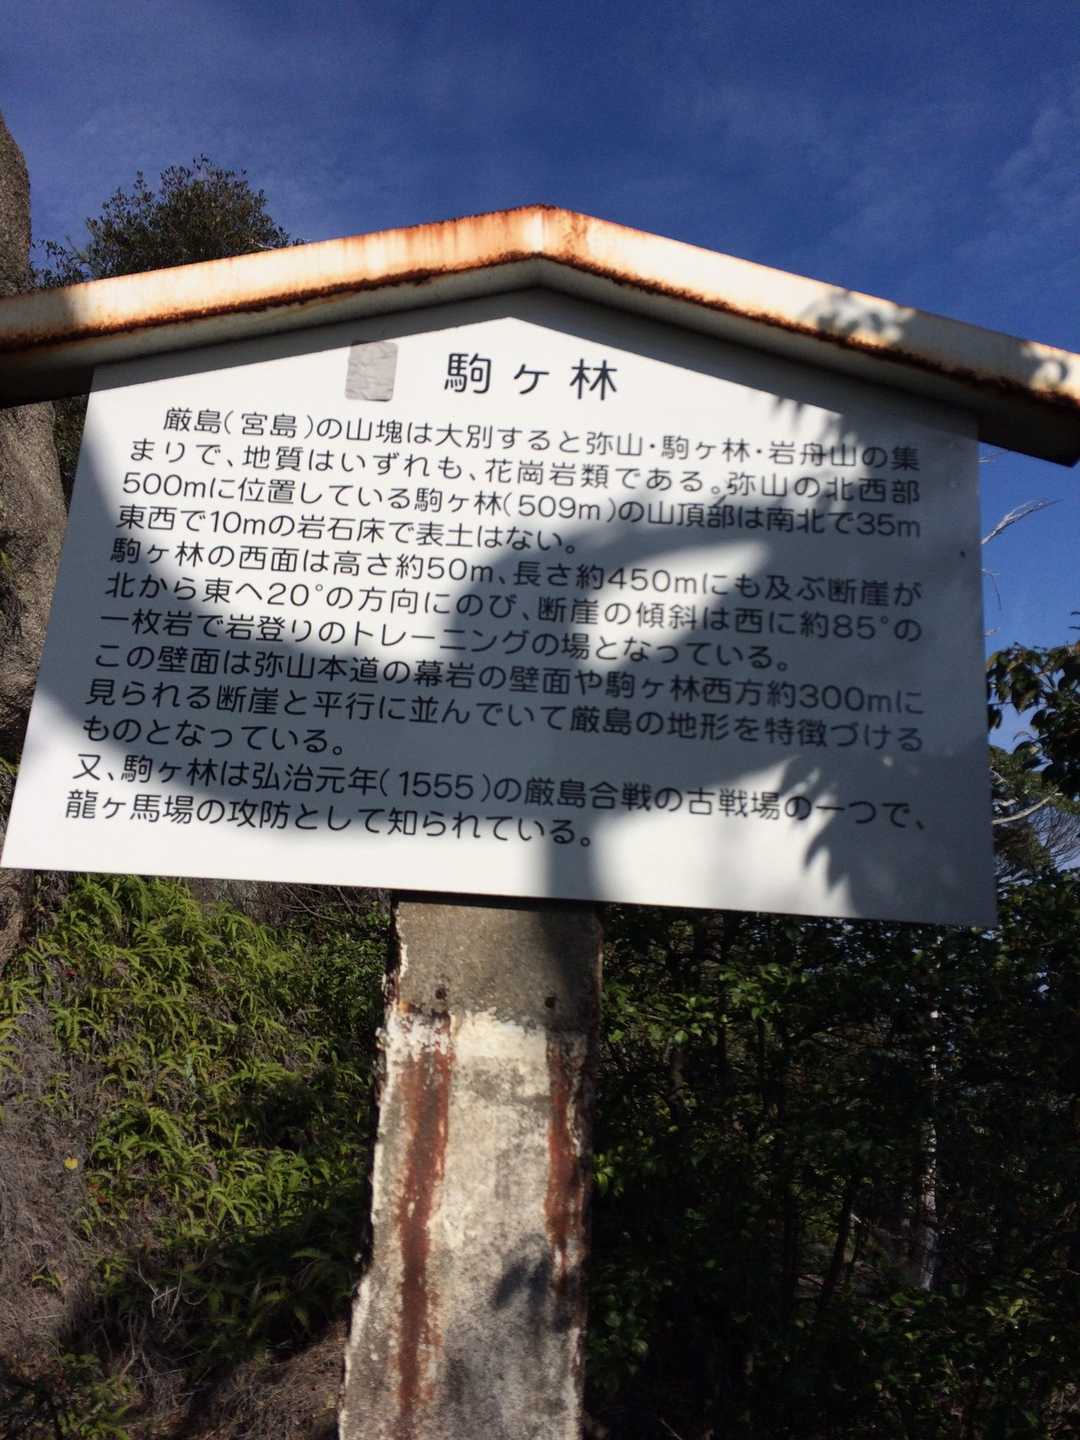 駒ヶ林
厳島(宮島)の山塊は大別すると弥山・駒ヶ林・岩舟山の集
まりで、地質はいずれも、花崗岩類である。弥山の北西部
500mに位置している駒ヶ林(509m)の山頂部は南北で35m
東西で10mの岩石床で表土はない。
駒ヶ林の西面は高さ約50m、長さ約450mにも及ぶ断崖が
北から東へ20°の方向にのび、断崖の傾斜は西に約85°の
一枚岩で岩登りのトレーニングの場となっている。
この壁面は弥山本道の幕岩の壁面や駒ヶ林西方約300mに
見られる断崖と平行に並んでいて厳島の地形を特徴づける
ものとなっている。
又、駒ヶ林は弘治元年(1555)の厳島合戦の古戦場の一つで、
龍ヶ馬場の攻防として知られている。